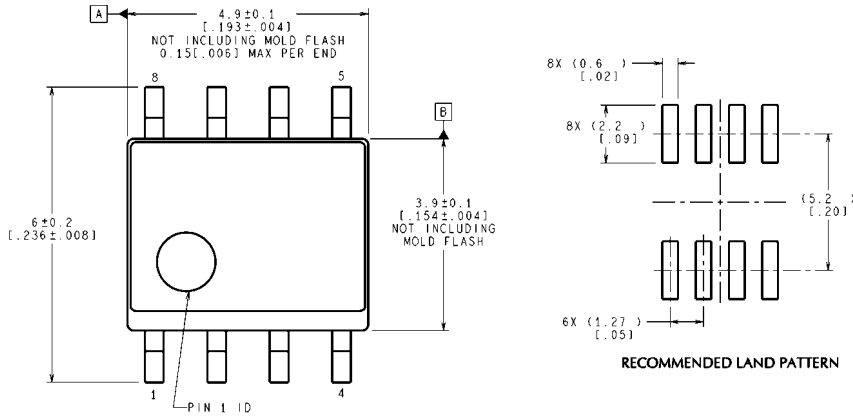 A
4.9±0.1
[.193±.004]
NOT INCLUDING MOLD FLASH
0.15[.006] MAX PER END
8
5
B
6±0.2
[.236±.008]
3.9±0.1
[.154±.004]
NOT INCLUDING
MOLD FLASH
1
4
PIN 1 ID
8X (0.6 )
[.02]
8X (2.2 )
[.09]
(5.2 )
[.20]
6X (1.27 )
[.05]
RECOMMENDED LAND PATTERN